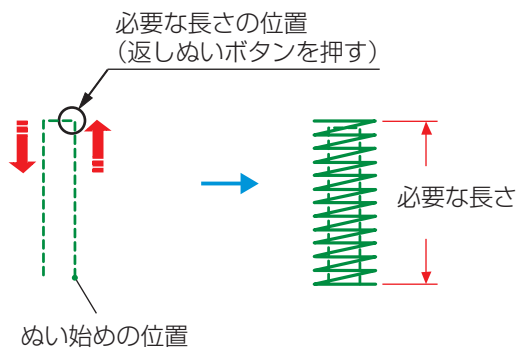 必要な長さの位置
（返しぬいボタンを押す）
必要な長さ
ぬい始めの位置